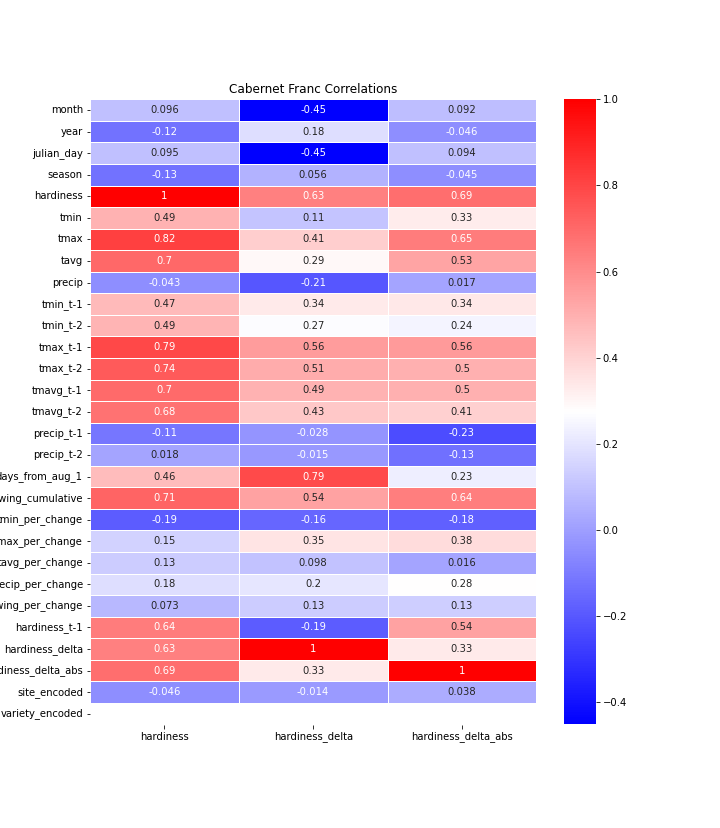 Cabernet Franc Correlations
month 0.096 -0.45 0.092
year -0.12 0.18 -0.046
julian_day 0.095 -0.45 0.094
season -0.13 0.056 -0.045
hardiness 1 0.63 0.69
tmin 0.49 0.11 0.33
tmax 0.82 0.41 0.65
tavg 0.7 0.29 0.53
precip -0.043 -0.21 0.017
tmin_t-1 0.47 0.34 0.34
tmin_t-2 0.49 0.27 0.24
tmax_t-1 0.79 0.56 0.56
tmax_t-2 0.74 0.51 0.5
tmavg_t-1 0.7 0.49 0.5
tmavg_t-2 0.68 0.43 0.41
precip_t-1 -0.11 -0.028 -0.23
precip_t-2 0.018 -0.015 -0.13
days_from_aug_1 0.46 0.79 0.23
wing_cumulative 0.71 0.54 0.64
tmin_per_change -0.19 -0.16 -0.18
max_per_change 0.15 0.35 0.38
tavg_per_change 0.13 0.098 0.016
ecip_per_change 0.18 0.2 0.28
wing_per_change 0.073 0.13 0.13
hardiness_t-1 0.64 -0.19 0.54
hardiness_delta 0.63 1 0.33
diness_delta_abs 0.69 0.33 1
site_encoded -0.046 -0.014 0.038
variety_encoded
hardiness hardiness_delta hardiness_delta_abs
1.0
0.8
0.6
0.4
0.2
0.0
−0.2
−0.4